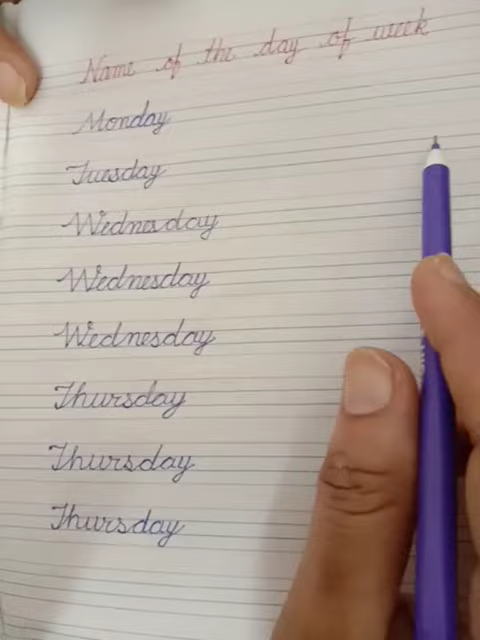 Name of the day of week
Monday
Tuesday
Wednesday
Wednesday
Wednesday
Thursday
Thursday
Thursday